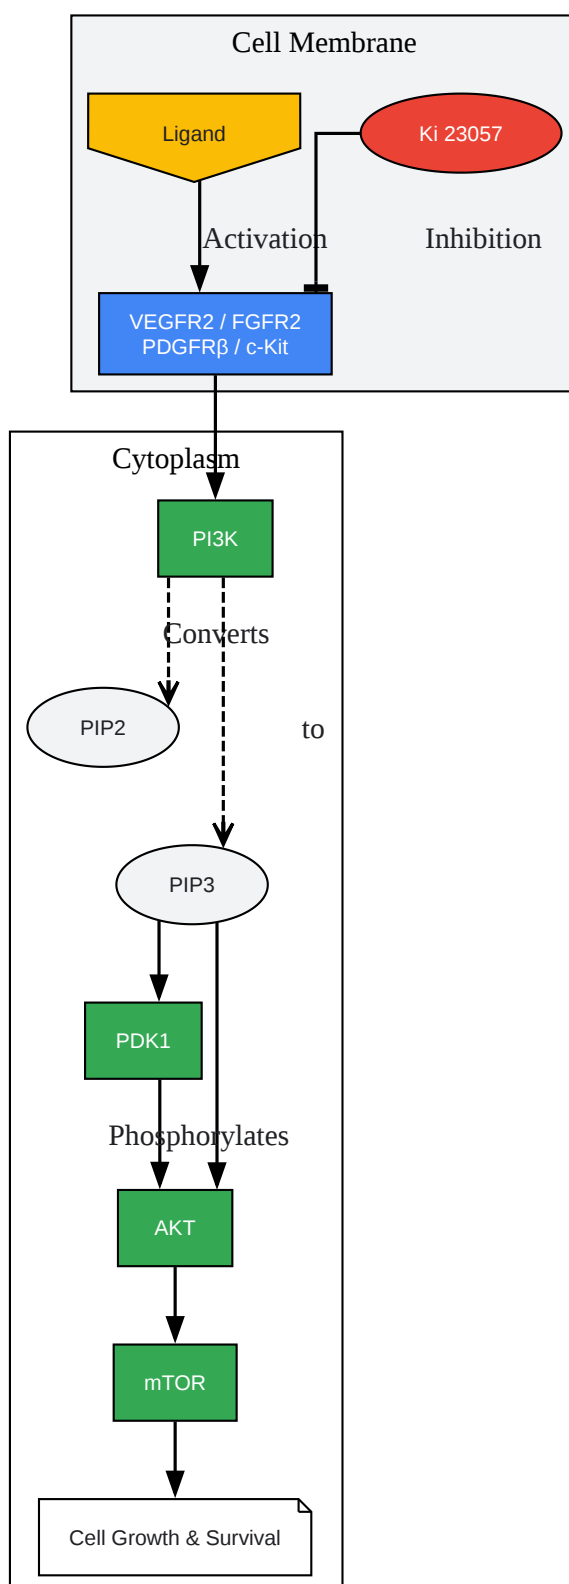 Cell Membrane
Ligand
Ki 23057
Activation
Inhibition
VEGFR2 / FGFR2
PDGFRβ / c-Kit
Cytoplasm
PI3K
Converts
PIP2
to
PIP3
PDK1
Phosphorylates
AKT
mTOR
Cell Growth & Survival